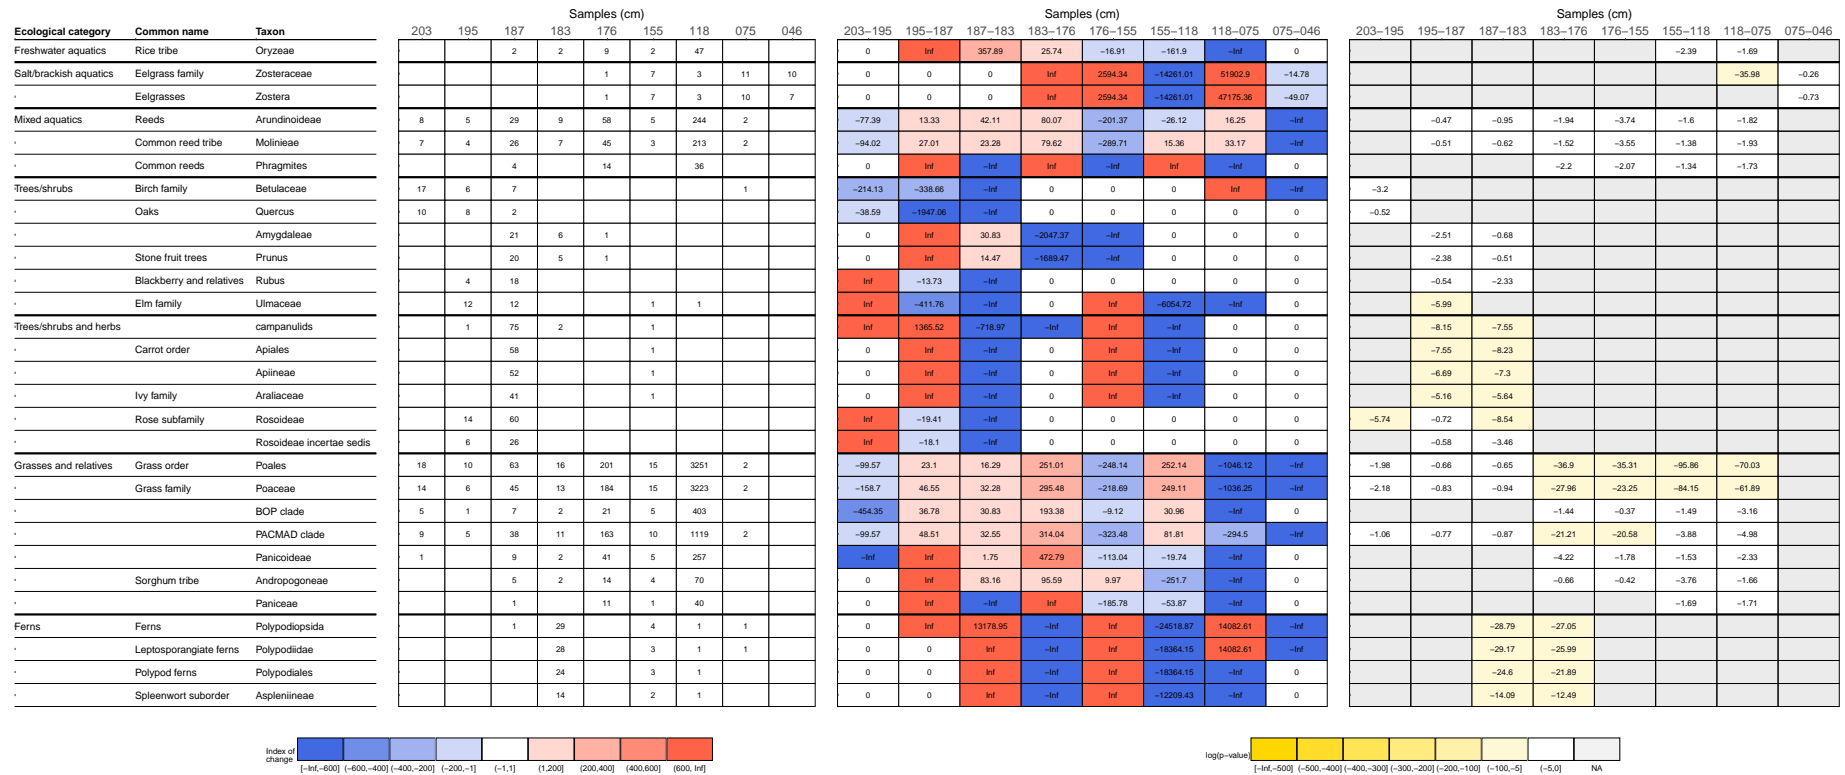 Samples (cm) Samples (cm) Samples (cm)
Ecological category Common name Taxon 203 195 187 183 176 155 118 075 046 203–195 195–187 187–183 183–176 176–155 155–118 118–075 075–046 203–195 195–187 187–183 183–176 176–155 155–118 118–075 075–046
Freshwater aquatics Rice tribe Oryzeae 2 2 9 2 47 0 Inf 357.89 25.74 −16.91 −161.9 −Inf 0 −2.39 −1.69
Salt/brackish aquatics Eelgrass family Zosteraceae 1 7 3 11 10 0 0 0 Inf 2594.34 −14261.01 51902.9 −14.78 −35.98 −0.26
Eelgrasses Zostera 1 7 3 10 7 0 0 0 Inf 2594.34 −14261.01 47175.36 −49.07 −0.73
Mixed aquatics Reeds Arundinoideae 8 5 29 9 58 5 244 2 −77.39 13.33 42.11 80.07 −201.37 −26.12 16.25 −Inf −0.47 −0.95 −1.94 −3.74 −1.6 −1.82
Common reed tribe Molinieae 7 4 26 7 45 3 213 2 −94.02 27.01 23.28 79.62 −289.71 15.36 33.17 −Inf −0.51 −0.62 −1.52 −3.55 −1.38 −1.93
Common reeds Phragmites 4 14 36 0 Inf −Inf Inf −Inf Inf −Inf 0 −2.2 −2.07 −1.34 −1.73
Trees/shrubs Birch family Betulaceae 17 6 7 1 −214.13 −338.66 −Inf 0 0 0 Inf −Inf −3.2
Oaks Quercus 10 8 2 −38.59 −1947.06 −Inf 0 0 0 0 0 −0.52
Amygdaleae 21 6 1 0 Inf 30.83 −2047.37 −Inf 0 0 0 −2.51 −0.68
Stone fruit trees Prunus 20 5 1 0 Inf 14.47 −1689.47 −Inf 0 0 0 −2.38 −0.51
Blackberry and relatives Rubus 4 18 Inf −13.73 −Inf 0 0 0 0 0 −0.54 −2.33
Elm family Ulmaceae 12 12 1 1 Inf −411.76 −Inf 0 Inf −6054.72 −Inf 0 −5.99
Trees/shrubs and herbs campanulids 1 75 2 1 Inf 1365.52 −718.97 −Inf Inf −Inf 0 0 −8.15 −7.55
Carrot order Apiales 58 1 0 Inf −Inf 0 Inf −Inf 0 0 −7.55 −8.23
Apiineae 52 1 0 Inf −Inf 0 Inf −Inf 0 0 −6.69 −7.3
Ivy family Araliaceae 41 1 0 Inf −Inf 0 Inf −Inf 0 0 −5.16 −5.64
Rose subfamily Rosoideae 14 60 Inf −19.41 −Inf 0 0 0 0 0 −5.74 −0.72 −8.54
Rosoideae incertae sedis 6 26 Inf −18.1 −Inf 0 0 0 0 0 −0.58 −3.46
Grasses and relatives Grass order Poales 18 10 63 16 201 15 3251 2 −99.57 23.1 16.29 251.01 −248.14 252.14 −1046.12 −Inf −1.98 −0.66 −0.65 −36.9 −35.31 −95.86 −70.03
Grass family Poaceae 14 6 45 13 184 15 3223 2 −158.7 46.55 32.28 295.48 −218.69 249.11 −1036.25 −Inf −2.18 −0.83 −0.94 −27.96 −23.25 −84.15 −61.89
BOP clade 5 1 7 2 21 5 403 −454.35 36.78 30.83 193.38 −9.12 30.96 −Inf 0 −1.44 −0.37 −1.49 −3.16
PACMAD clade 9 5 38 11 163 10 1119 2 −99.57 48.51 32.55 314.04 −323.48 81.81 −294.5 −Inf −1.06 −0.77 −0.87 −21.21 −20.58 −3.88 −4.98
Panicoideae 1 9 2 41 5 257 −Inf Inf 1.75 472.79 −113.04 −19.74 −Inf 0 −4.22 −1.78 −1.53 −2.33
Sorghum tribe Andropogoneae 5 2 14 4 70 0 Inf 83.16 95.59 9.97 −251.7 −Inf 0 −0.66 −0.42 −3.76 −1.66
Paniceae 1 11 1 40 0 Inf −Inf Inf −185.78 −53.87 −Inf 0 −1.69 −1.71
Ferns Ferns Polypodiopsida 1 29 4 1 1 0 Inf 13178.95 −Inf Inf −24518.87 14082.61 −Inf −28.79 −27.05
Leptosporangiate ferns Polypodiidae 28 3 1 1 0 0 Inf −Inf Inf −18364.15 14082.61 −Inf −29.17 −25.99
Polypod ferns Polypodiales 24 3 1 0 0 Inf −Inf Inf −18364.15 −Inf 0 −24.6 −21.89
Spleenwort suborder Aspleniineae 14 2 1 0 0 Inf −Inf Inf −12209.43 −Inf 0 −14.09 −12.49
Index of change log(p−value)
[−Inf,−600] (−600,−400] (−400,−200] (−200,−1] (−1,1] (1,200] (200,400] (400,600] (600, Inf] [−Inf,−500] (−500,−400] (−400,−300] (−300,−200] (−200,−100] (−100,−5] (−5,0] NA